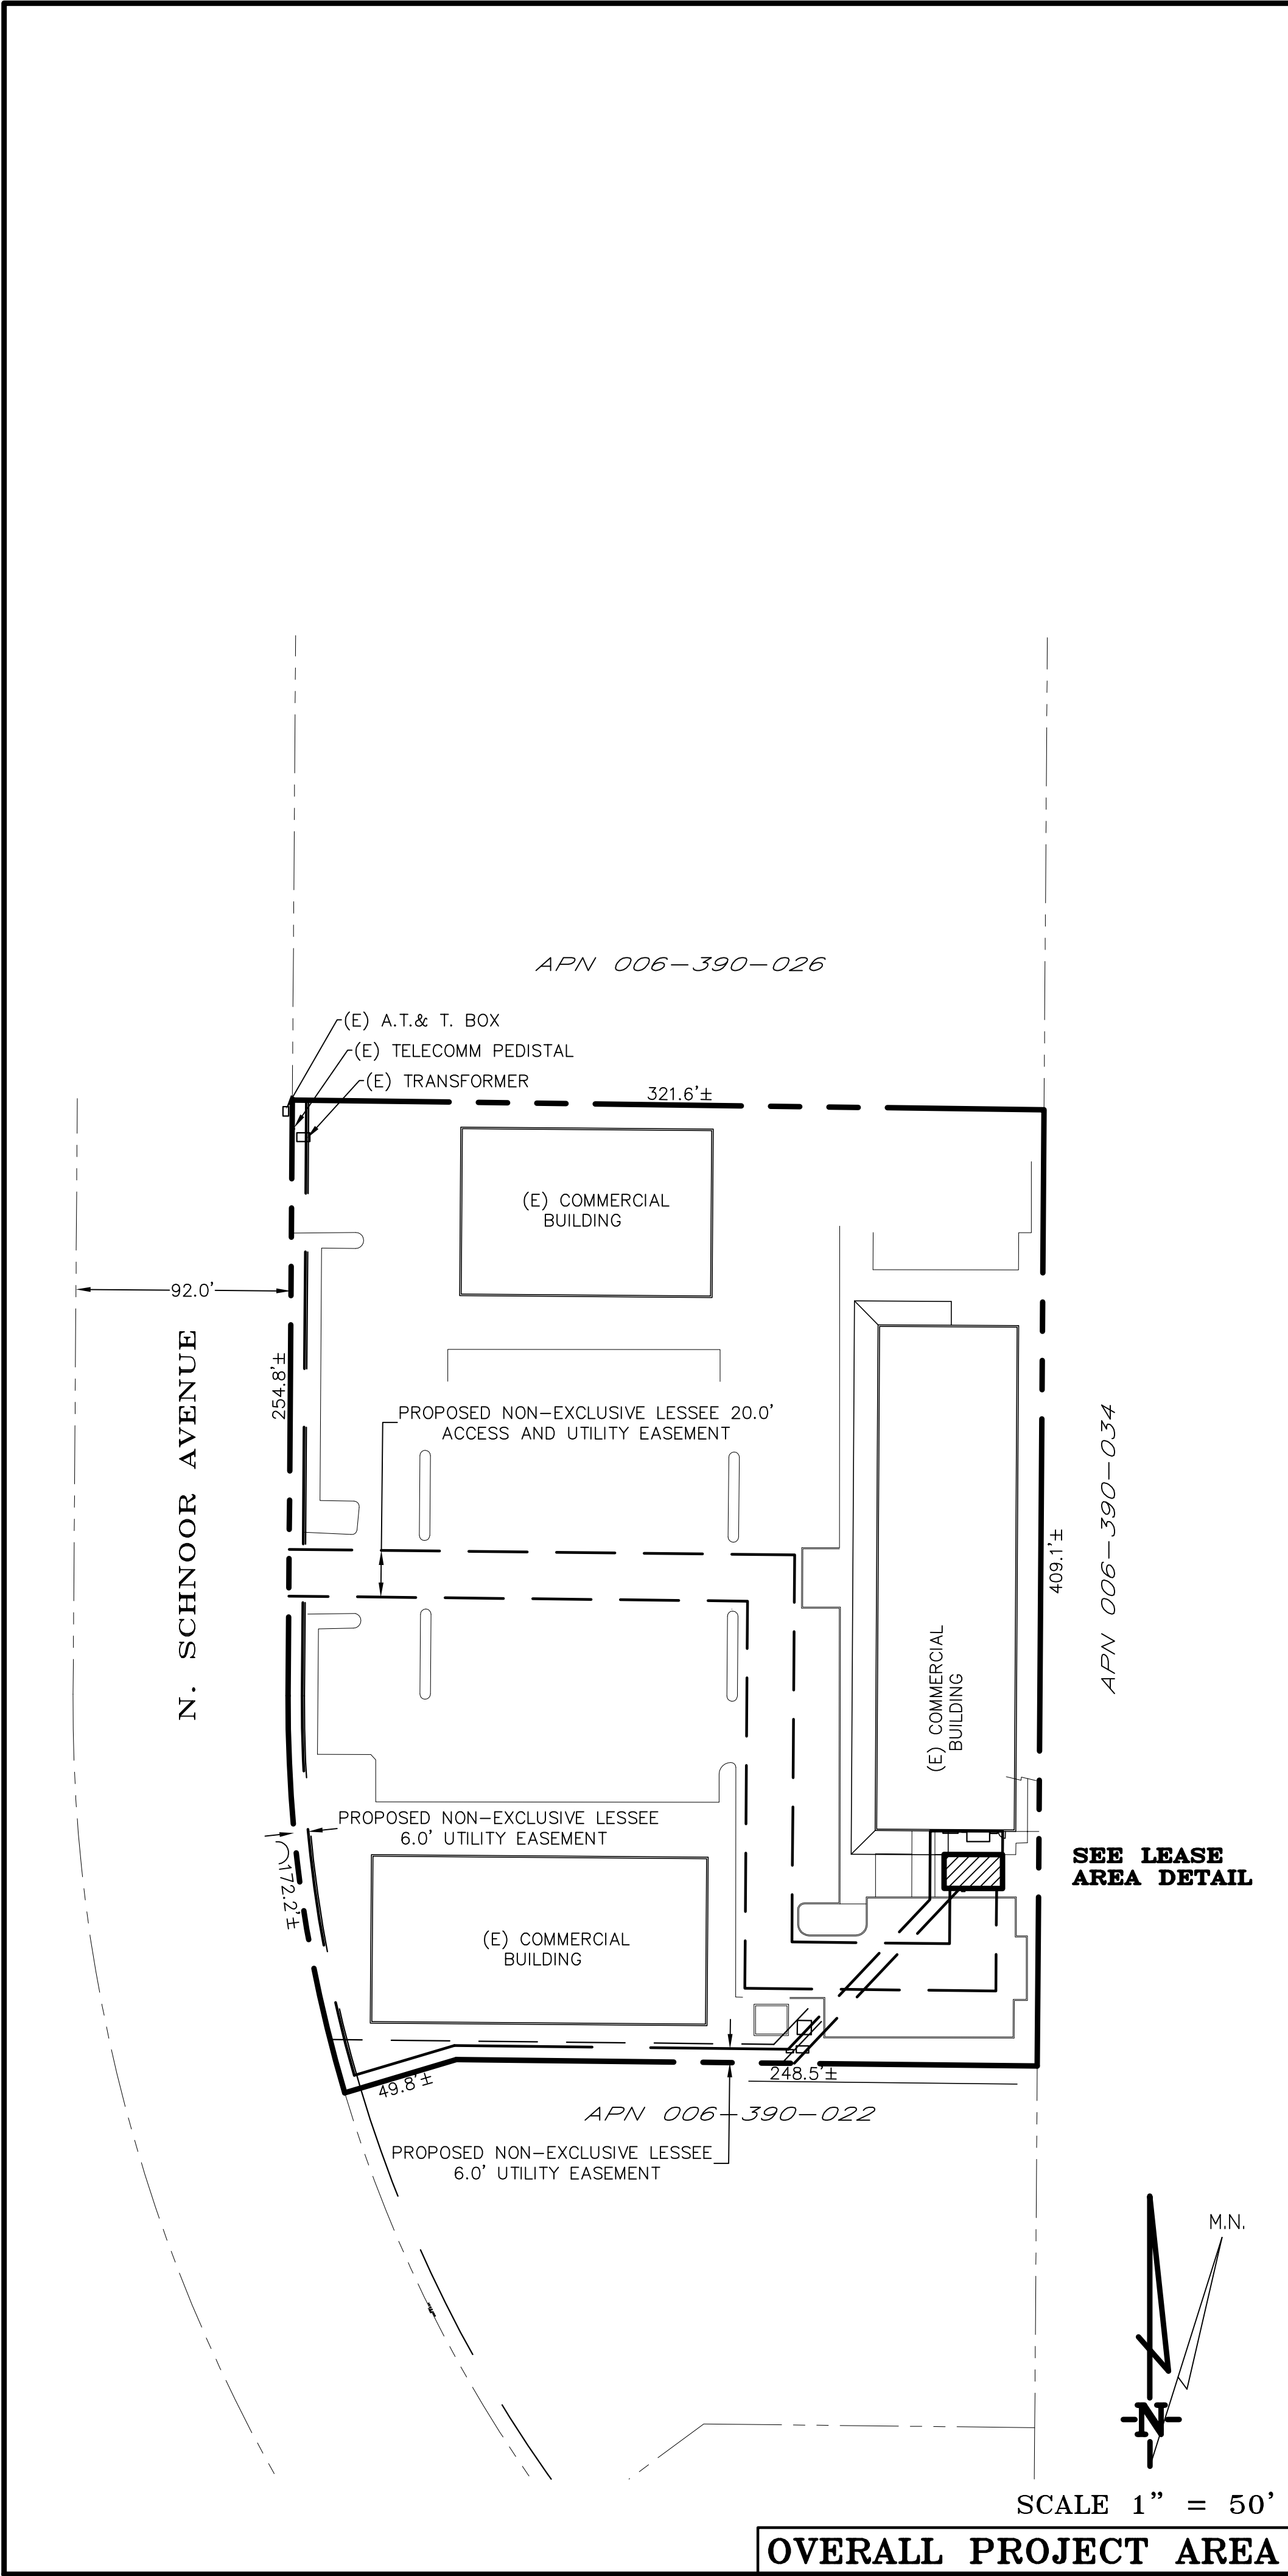 APN 006-390-026
(E) A.T.& T. BOX
(E) TELECOMM PEDISTAL
(E) TRANSFORMER
321.6'±
(E) COMMERCIAL
BUILDING
92.0'
N. SCHNOOR AVENUE
254.8'±
PROPOSED NON-EXCLUSIVE LESSEE 20.0'
ACCESS AND UTILITY EASEMENT
409.1'±
APN 006-390-034
(E) COMMERCIAL
BUILDING
PROPOSED NON-EXCLUSIVE LESSEE
6.0' UTILITY EASEMENT
172.2'±
SEE LEASE
AREA DETAIL
(E) COMMERCIAL
BUILDING
49.8'±
248.5'±
APN 006-390-022
PROPOSED NON-EXCLUSIVE LESSEE
6.0' UTILITY EASEMENT
M.N.
N
SCALE 1" = 50'
OVERALL PROJECT AREA